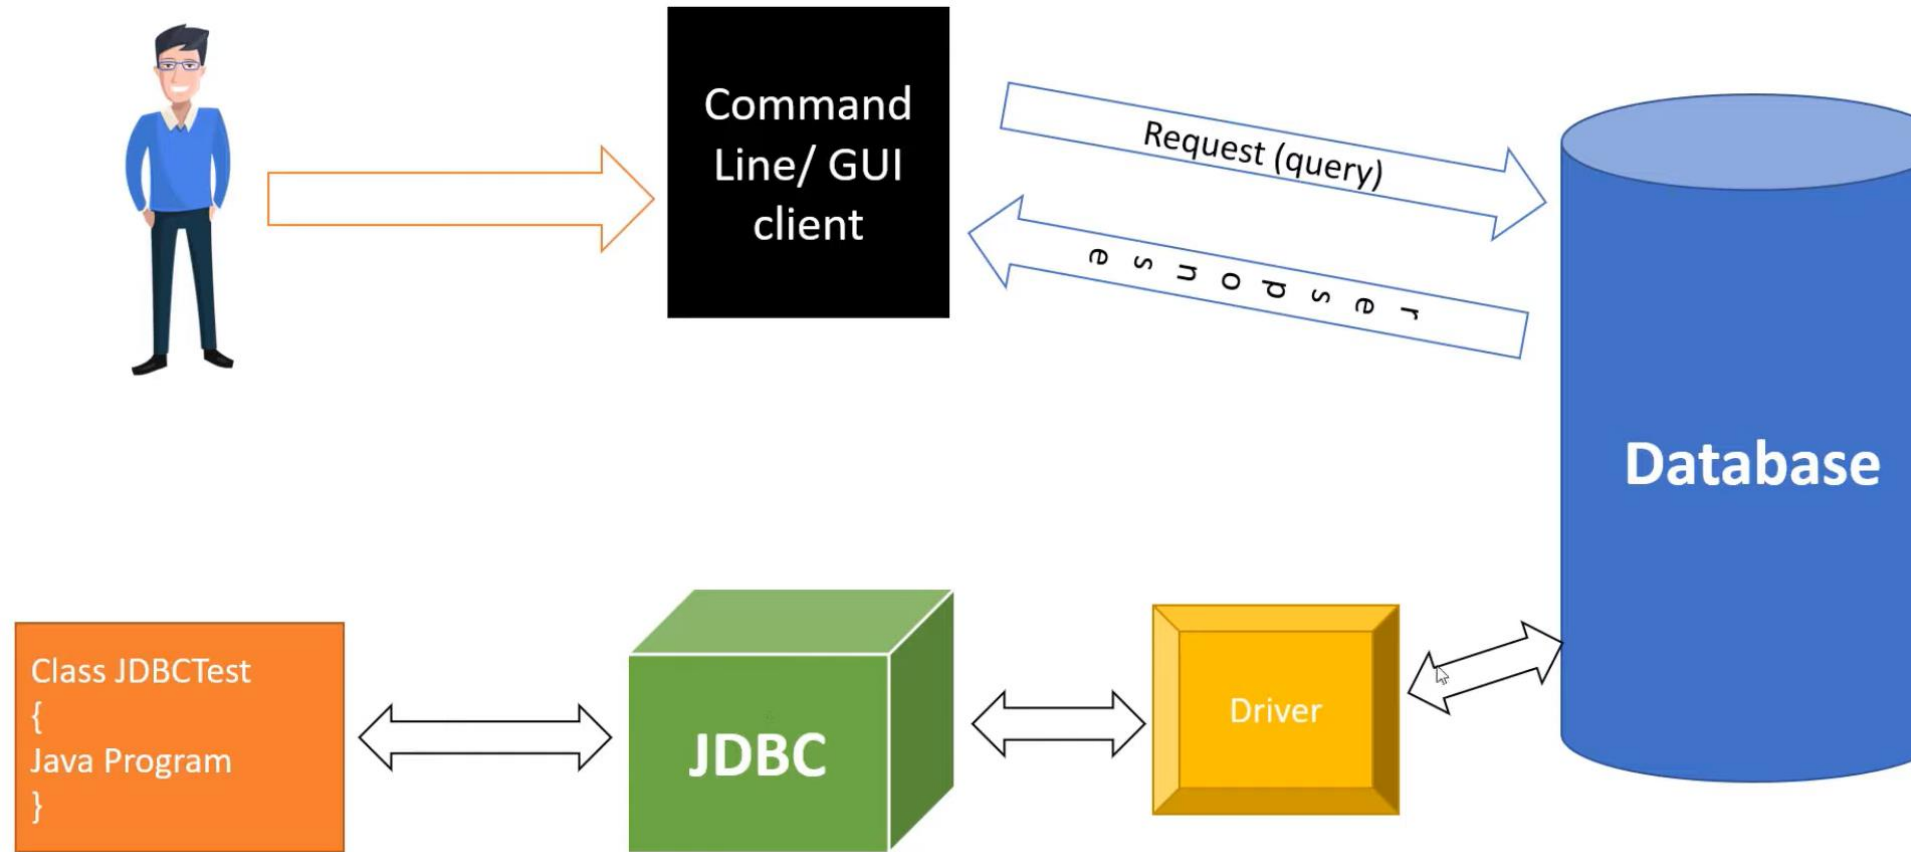 Command
Line/ GUI
client
Request (query)
response
Database
Class JDBCTest
{
Java Program
}
JDBC
Driver